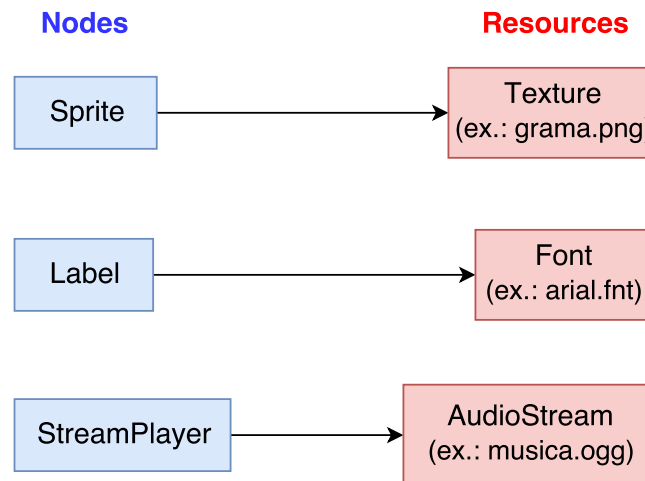 Nodes
Resources
Sprite
Texture
(ex.: grama.png)
Label
Font
(ex.: arial.fnt)
StreamPlayer
AudioStream
(ex.: musica.ogg)